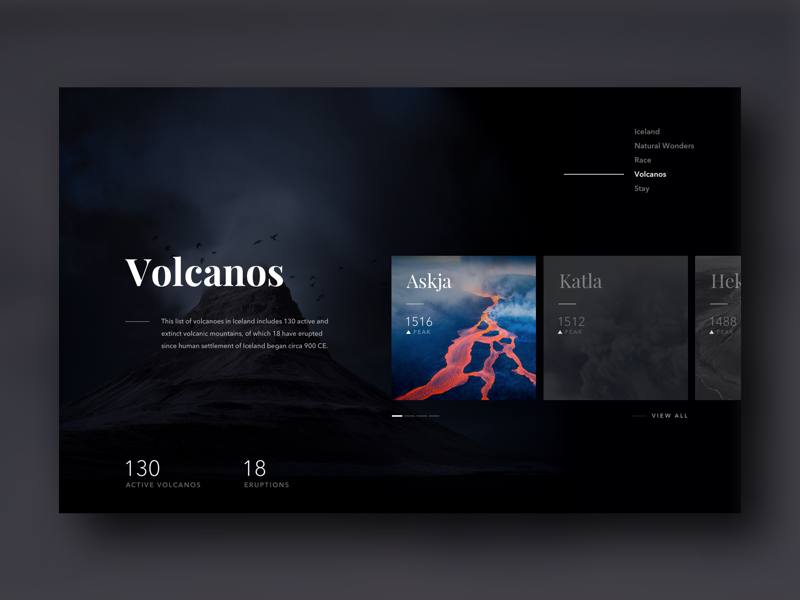 Iceland
Natural Wonders
Race
Volcanos
Stay
Volcanos
This list of volcanoes in Iceland includes 130 active and
extinct volcanic mountains, of which 18 have erupted
since human settlement of Iceland began circa 900 CE.
Askja
1516
PEAK
Katla
1512
PEAK
Hek
1488
PEAK
VIEW ALL
130
ACTIVE VOLCANOS
18
ERUPTIONS